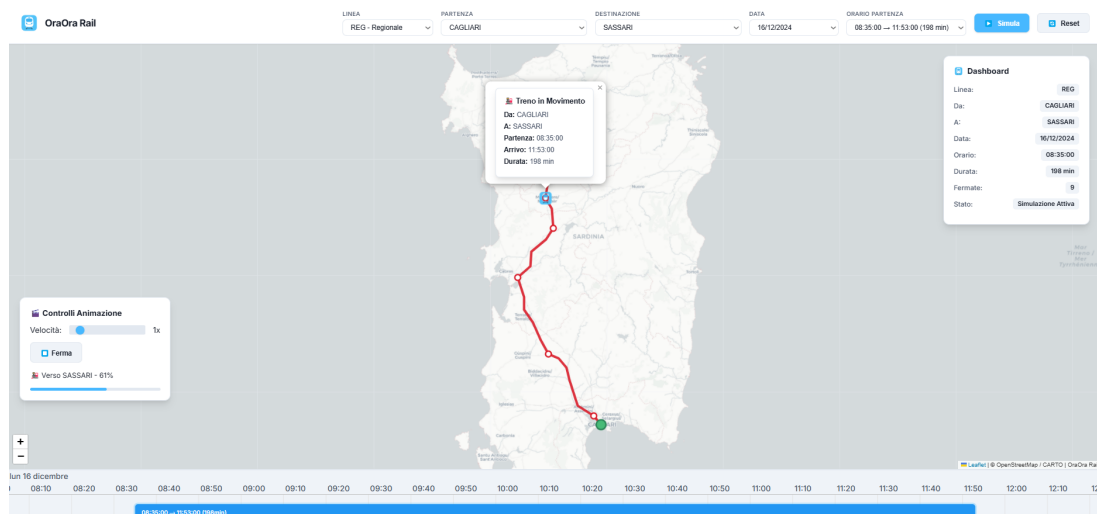 OraOra Rail
LINEA
REG - Regionale
PARTENZA
CAGLIARI
DESTINAZIONE
SASSARI
DATA
16/12/2024
ORARIO PARTENZA
08:35:00 → 11:53:00 (198 min)
Simula
Reset
Treno in Movimento
×
Da: CAGLIARI
A: SASSARI
Partenza: 08:35:00
Arrivo: 11:53:00
Durata: 198 min
Dashboard
Linea: REG
Da: CAGLIARI
A: SASSARI
Data: 16/12/2024
Orario: 08:35:00
Durata: 198 min
Fermate: 9
Stato: Simulazione Attiva
SARDINIA
Controlli Animazione
Velocità: 1x
Ferma
Verso SASSARI - 61%
+
−
Leaflet | © OpenStreetMap / CARTO | OraOra Rai
lun 16 dicembre
08:10 08:20 08:30 08:40 08:50 09:00 09:10 09:20 09:30 09:40 09:50 10:00 10:10 10:20 10:30 10:40 10:50 11:00 11:10 11:20 11:30 11:40 11:50 12:00 12:10
08:35:00 → 11:53:00 (198min)